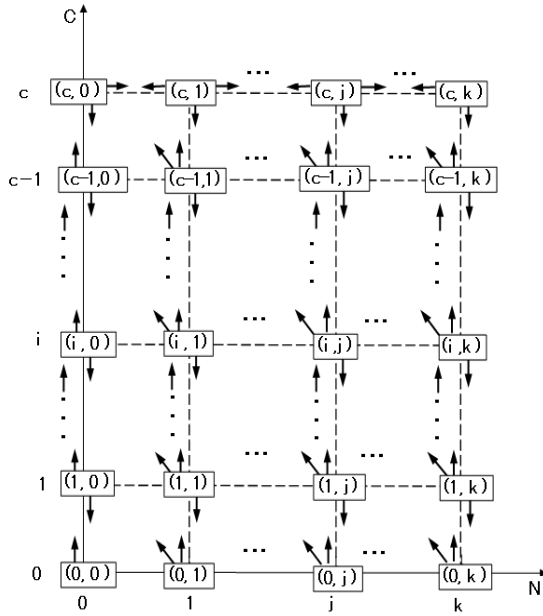 C
c (c, 0) (c, 1) ... (c, j) ... (c, k)
c-1 (c-1,0) (c-1,1) ... (c-1, j) ... (c-1, k)
i (i, 0) (i, 1) ... (i,j) ... (i,k)
1 (1, 0) (1, 1) ... (1, j) ... (1, k)
0 (0, 0) (0, 1) ... (0, j) ... (0, k)
N
0 1 j k